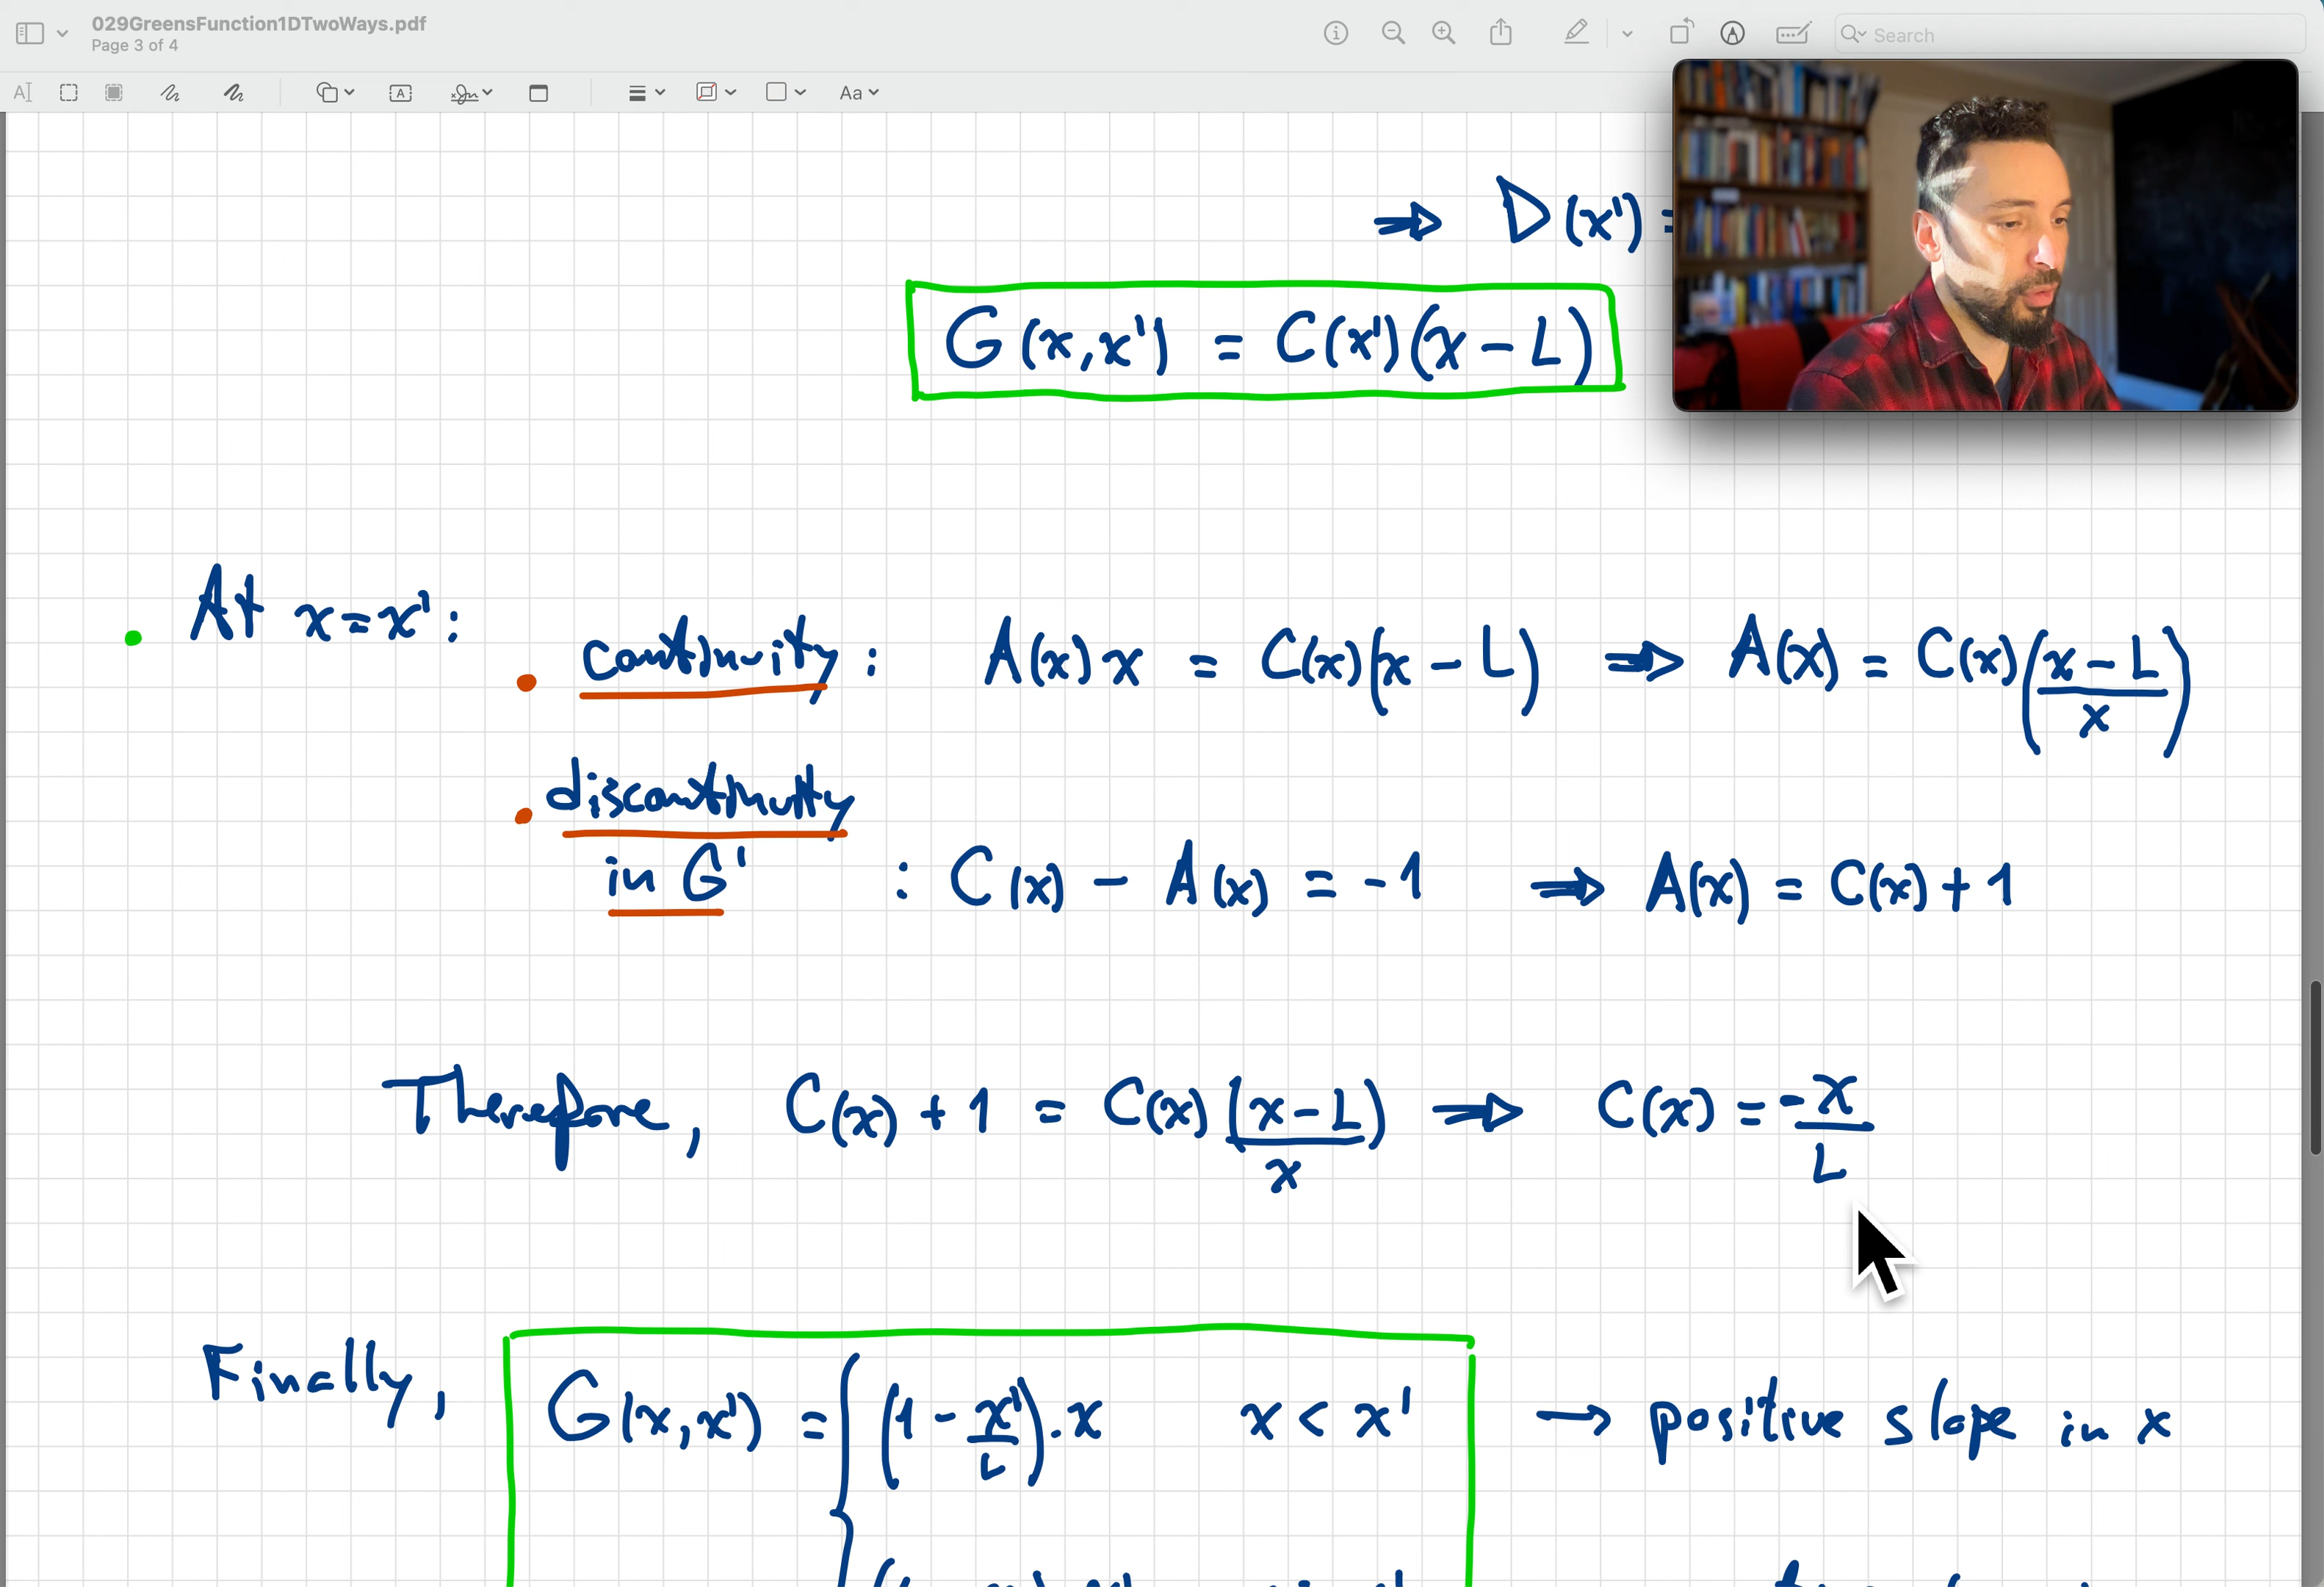 029GreensFunction1DTwoWays.pdf
Page 3 of 4
Search
Aa
⇒ D(x') =
G(x,x') = C(x')(x - L)
At x=x':
continuity : A(x)x = C(x)(x - L) ⇒ A(x) = C(x)((x - L)/x)
discontinuity
in G' : C(x) - A(x) = -1 ⇒ A(x) = C(x)+1
Therefore, C(x)+1 = C(x)(x-L)/x ⇒ C(x) = -x/L
Finally, G(x,x') = { (1 - x'/L)·x x < x' → positive slope in x